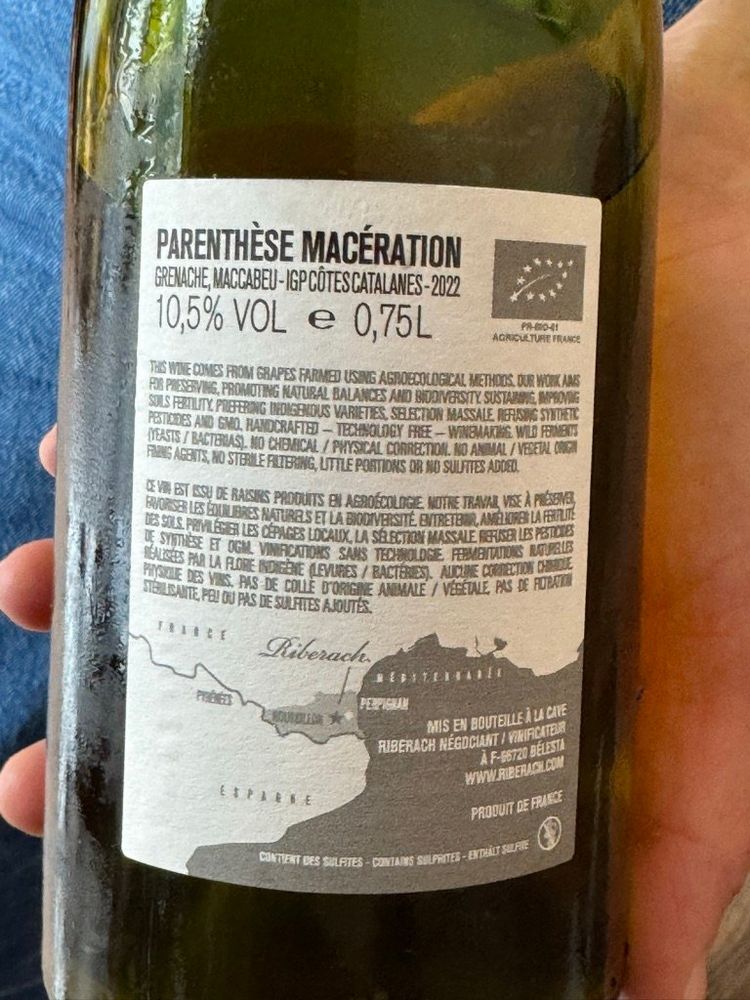 PARENTHÈSE MACÉRATION
GRENACHE, MACCABEU - IGP CÔTES CATALANES - 2022
10,5% VOL e 0,75L
FR-BIO-01
AGRICULTURE FRANCE
THIS WINE COMES FROM GRAPES FARMED USING AGROECOLOGICAL METHODS. OUR WORK AIMS
FOR PRESERVING, PROMOTING NATURAL BALANCES AND BIODIVERSITY. SUSTAINING, IMPROVING
SOILS FERTILITY. PREFERING INDIGENOUS VARIETIES, SELECTION MASSALE. REFUSING SYNTHETIC
PESTICIDES AND GMO. HANDCRAFTED – TECHNOLOGY FREE – WINEMAKING. WILD FERMENTS
(YEASTS / BACTERIAS). NO CHEMICAL / PHYSICAL CORRECTION. NO ANIMAL / VEGETAL ORIGIN
FINING AGENTS, NO STERILE FILTERING, LITTLE PORTIONS OR NO SULFITES ADDED.
CE VIN EST ISSU DE RAISINS PRODUITS EN AGROÉCOLOGIE. NOTRE TRAVAIL VISE À PRÉSERVER,
FAVORISER LES ÉQUILIBRES NATURELS ET LA BIODIVERSITÉ. ENTRETENIR, AMÉLIORER LA FERTILITÉ
DES SOLS. PRIVILÉGIER LES CÉPAGES LOCAUX, LA SÉLECTION MASSALE. REFUSER LES PESTICIDES
DE SYNTHÈSE ET OGM. VINIFICATIONS SANS TECHNOLOGIE. FERMENTATIONS NATURELLES
RÉALISÉES PAR LA FLORE INDIGÈNE (LEVURES / BACTÉRIES). AUCUNE CORRECTION CHIMIQUE,
PHYSIQUE DES VINS. PAS DE COLLE D'ORIGINE ANIMALE / VÉGÉTALE, PAS DE FILTRATION
STÉRILISANTE, PEU OU PAS DE SULFITES AJOUTÉS.
FRANCE
Riberach
MÉDITERRANÉE
PYRÉNÉES
ROUSSILLON
PERPIGNAN
ESPAGNE
MIS EN BOUTEILLE À LA CAVE
RIBERACH NÉGOCIANT / VINIFICATEUR
À F-66720 BÉLESTA
WWW.RIBERACH.COM
PRODUIT DE FRANCE
CONTIENT DES SULFITES - CONTAINS SULPHITES - ENTHÄLT SULFITE